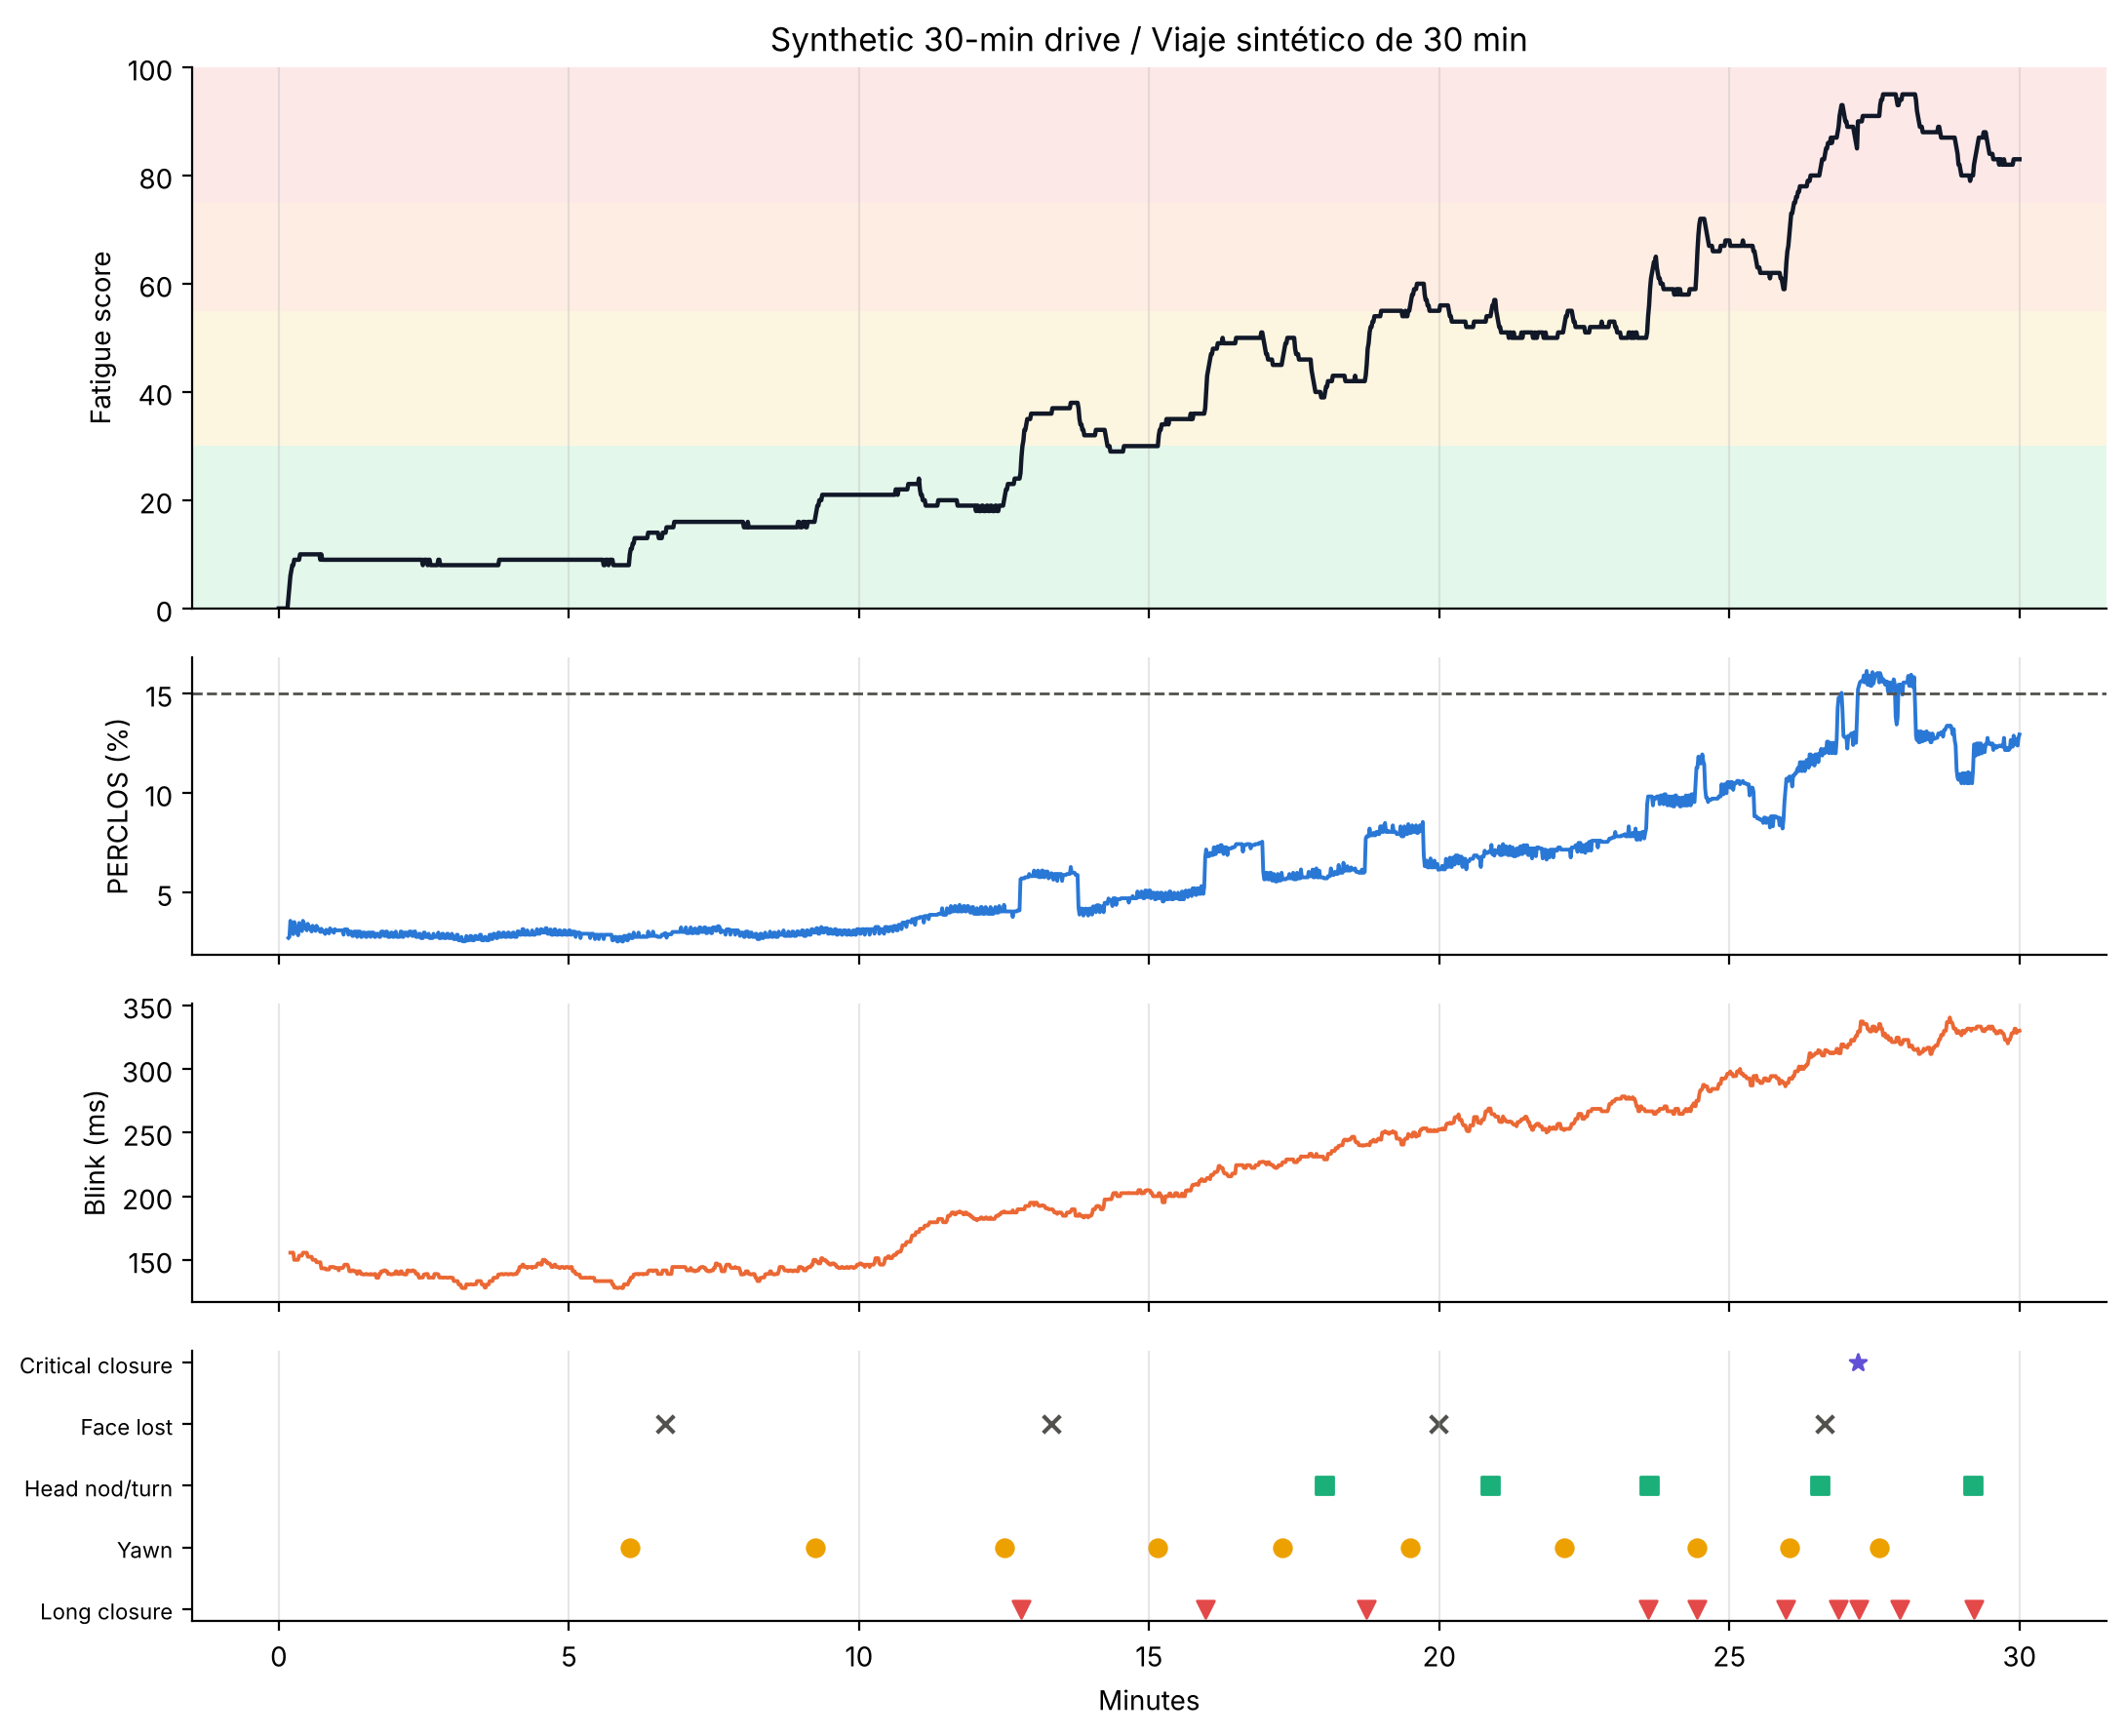 Synthetic 30-min drive / Viaje sintético de 30 min
Fatigue score
100
80
60
40
20
0
PERCLOS (%)
15
10
5
Blink (ms)
350
300
250
200
150
Critical closure
Face lost
Head nod/turn
Yawn
Long closure
0 5 10 15 20 25 30
Minutes